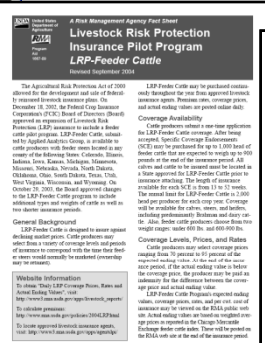 United States
Department of
Agriculture
RMA
Program
Aid
1667-05
A Risk Management Agency Fact Sheet
Livestock Risk Protection
Insurance Pilot Program
LRP-Feeder Cattle
Revised September 2004
The Agricultural Risk Protection Act of 2000
allowed for the development and sale of federal-
ly reinsured livestock insurance plans. On
November 18, 2002, the Federal Crop Insurance
Corporation's (FCIC) Board of Directors (Board)
approved an expansion of Livestock Risk
Protection (LRP) insurance to include a feeder
cattle pilot program. LRP-Feeder Cattle, submit-
ted by Applied Analytics Group, is available to
cattle producers with feeder steers located in any
county of the following States: Colorado, Illinois,
Indiana, Iowa, Kansas, Michigan, Minnesota,
Missouri, Nebraska, Nevada, North Dakota,
Oklahoma, Ohio, South Dakota, Texas, Utah,
West Virginia, Wisconsin, and Wyoming. On
October 29, 2003, the Board approved changes
to the LRP-Feeder Cattle program to include
additional types and weights of cattle as well as
two shorter insurance periods.
General Background
LRP-Feeder Cattle is designed to insure against
declining market prices. Cattle producers may
select from a variety of coverage levels and periods
of insurance to correspond with the time their feed-
er steers would normally be marketed (ownership
may be retained).
Website Information
To obtain "Daily LRP Coverage Prices, Rates and
Actual Ending Values", visit:
http://www3.rma.usda.gov/apps/livestock_reports/
To calculate premiums:
http://www.rma.usda.gov/policies/2004LRP.html
To locate approved livestock insurance agents,
visit: http://www3.rma.usda.gov/apps/agents/
LRP-Feeder Cattle may be purchased continu-
ously throughout the year from approved livestock
insurance agents. Premium rates, coverage prices,
and actual ending values are posted online daily.
Coverage Availability
Cattle producers submit a one-time application
for LRP-Feeder Cattle coverage. After being
accepted, Specific Coverage Endorsements
(SCE) may be purchased for up to 1,000 head of
feeder cattle that are expected to weigh up to 900
pounds at the end of the insurance period. All
calves and cattle to be insured must be located in
a State approved for LRP-Feeder Cattle prior to
insurance attaching. The length of insurance
available for each SCE is from 13 to 52 weeks.
The annual limit for LRP-Feeder Cattle is 2,000
head per producer for each crop year. Coverage
will be available for calves, steers, and heifers,
including predominantly Brahman and dairy cat-
tle. Also, feeder cattle producers choose from two
weight ranges: under 600 lbs. and 600-900 lbs.
Coverage Levels, Prices, and Rates
Cattle producers may select coverage prices
ranging from 70 percent to 95 percent of the
expected ending value. At the end of the insur-
ance period, if the actual ending value is below
the coverage price, the producer may be paid an
indemnity for the difference between the cover-
age price and actual ending value.
LRP-Feeder Cattle Program's expected ending
values, coverage prices, rates, and per cwt. cost of
insurance may be viewed on the RMA public web
site. Actual ending values are based on weighted aver-
age prices as reported in the Chicago Mercantile
Exchange feeder cattle index. These will be posted on
the RMA web site at the end of the insurance period.